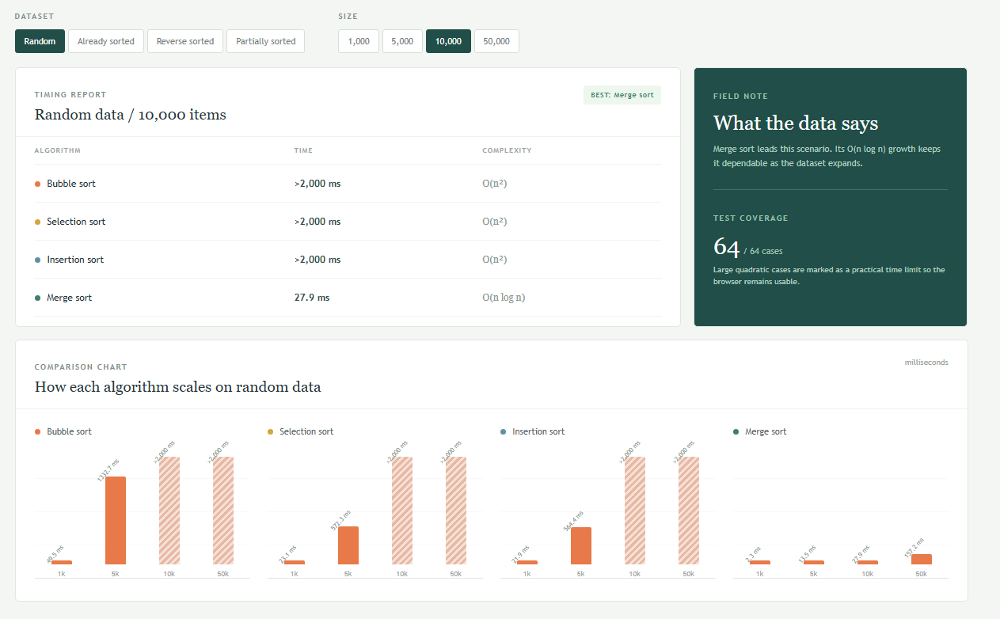 DATASET
Random
Already sorted
Reverse sorted
Partially sorted
SIZE
1,000
5,000
10,000
50,000
TIMING REPORT
Random data / 10,000 items
BEST: Merge sort
ALGORITHM TIME COMPLEXITY
Bubble sort >2,000 ms O(n²)
Selection sort >2,000 ms O(n²)
Insertion sort >2,000 ms O(n²)
Merge sort 27.9 ms O(n log n)
FIELD NOTE
What the data says
Merge sort leads this scenario. Its O(n log n) growth keeps
it dependable as the dataset expands.
TEST COVERAGE
64 / 64 cases
Large quadratic cases are marked as a practical time limit so the
browser remains usable.
COMPARISON CHART
How each algorithm scales on random data
milliseconds
Bubble sort
49.5 ms
1332.7 ms
>2,000 ms
>2,000 ms
1k 5k 10k 50k
Selection sort
23.1 ms
572.3 ms
>2,000 ms
>2,000 ms
1k 5k 10k 50k
Insertion sort
21.9 ms
564.4 ms
>2,000 ms
>2,000 ms
1k 5k 10k 50k
Merge sort
2.3 ms
13.5 ms
27.9 ms
157.2 ms
1k 5k 10k 50k